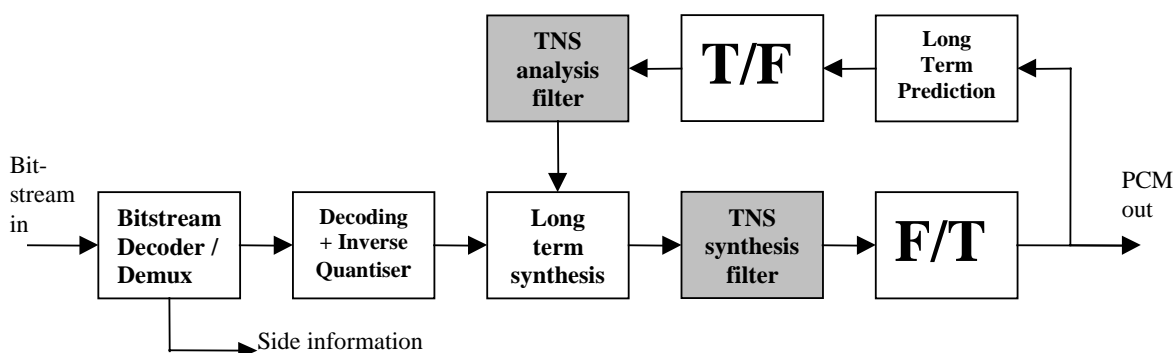 TNS
analysis
filter
T/F
Long
Term
Prediction
Bit-
stream
in
Bitstream
Decoder /
Demux
Decoding
+ Inverse
Quantiser
Long
term
synthesis
TNS
synthesis
filter
F/T
PCM
out
Side information